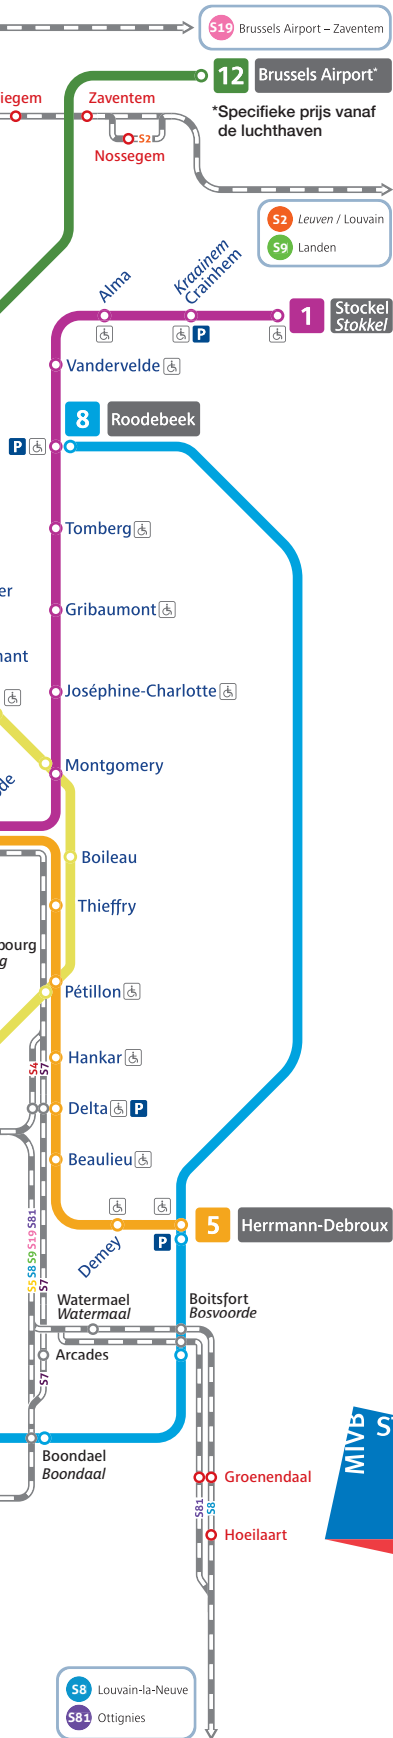 S19 Brussels Airport – Zaventem
12 Brussels Airport*
*Specifieke prijs vanaf
de luchthaven
Zaventem
S2
Nossegem
S2 Leuven / Louvain
S9 Landen
Alma
Kraainem
Crainhem
P
1 Stockel
Stokkel
Vandervelde
8 Roodebeek
P
Tomberg
Gribaumont
Joséphine-Charlotte
Montgomery
Boileau
Thieffry
Pétillon
Hankar
S4 S7
Delta P
Beaulieu
S5 S8 S9 S19 S81
S7
5 Herrmann-Debroux
P
Demey
Watermael
Watermaal
Boitsfort
Bosvoorde
Arcades
S7
Boondael
Boondaal
MIVB
Groenendaal
S81 S8
Hoeilaart
S8 Louvain-la-Neuve
S81 Ottignies